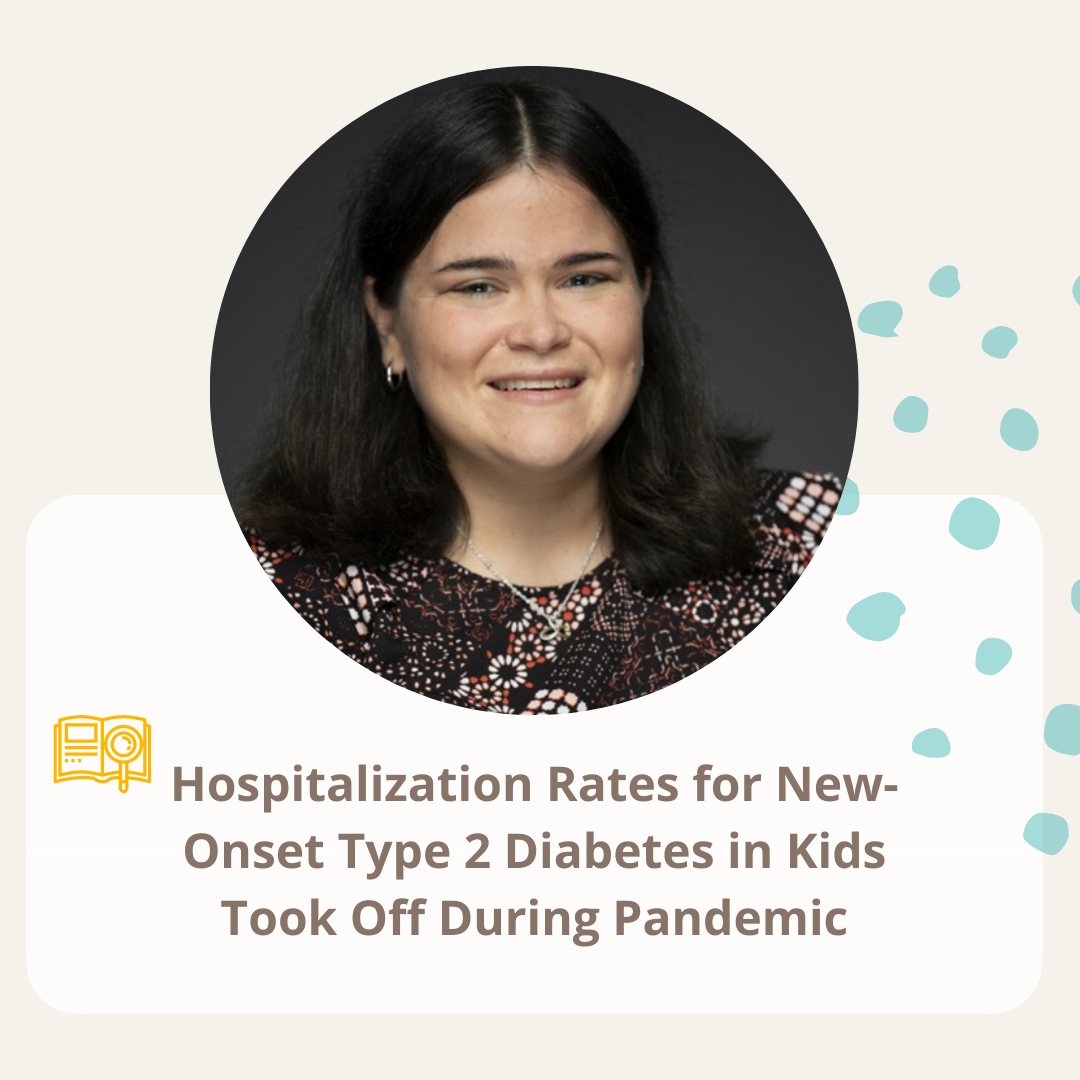 Hospitalization Rates for New-
Onset Type 2 Diabetes in Kids
Took Off During Pandemic